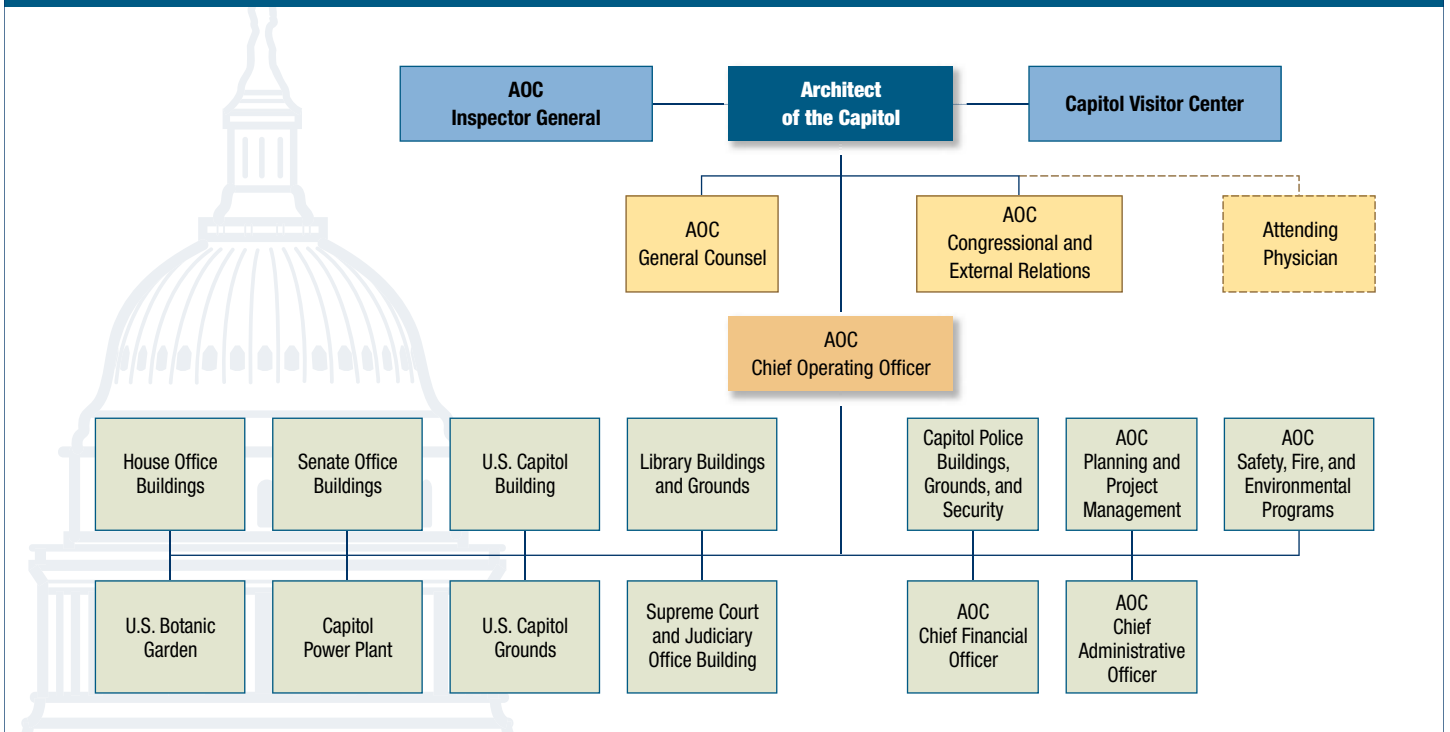 AOC
Inspector General
Architect
of the Capitol
Capitol Visitor Center
AOC
General Counsel
AOC
Congressional and
External Relations
Attending
Physician
AOC
Chief Operating Officer
House Office
Buildings
Senate Office
Buildings
U.S. Capitol
Building
Library Buildings
and Grounds
Capitol Police
Buildings,
Grounds, and
Security
AOC
Planning and
Project
Management
AOC
Safety, Fire, and
Environmental
Programs
U.S. Botanic
Garden
Capitol
Power Plant
U.S. Capitol
Grounds
Supreme Court
and Judiciary
Office Building
AOC
Chief Financial
Officer
AOC
Chief
Administrative
Officer